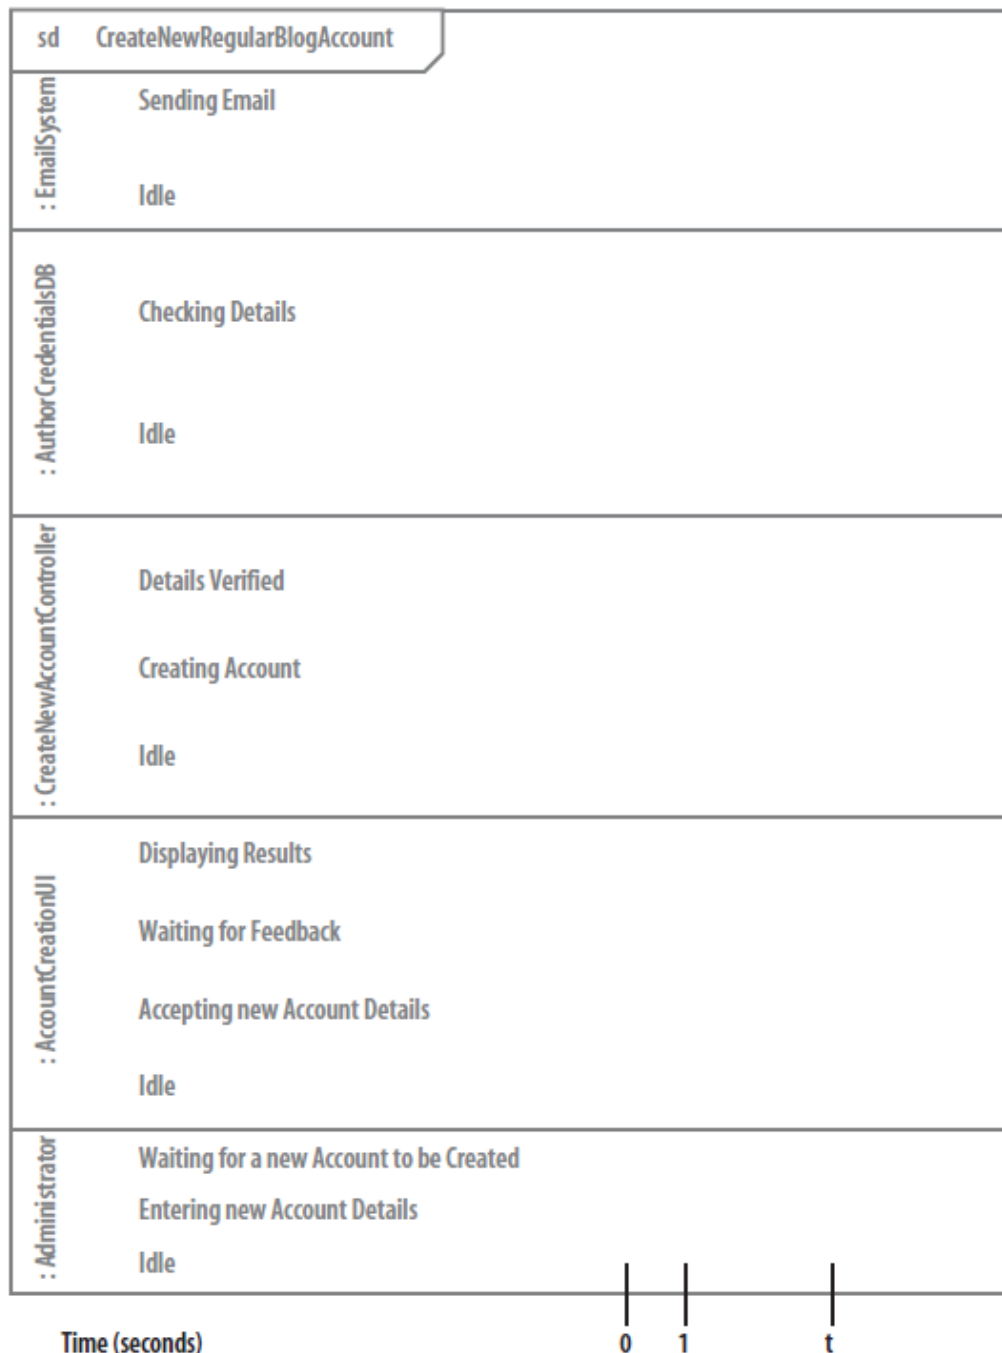 sd CreateNewRegularBlogAccount
: EmailSystem
Sending Email
Idle
: AuthorCredentialsDB
Checking Details
Idle
: CreateNewAccountController
Details Verified
Creating Account
Idle
: AccountCreationUI
Displaying Results
Waiting for Feedback
Accepting new Account Details
Idle
: Administrator
Waiting for a new Account to be Created
Entering new Account Details
Idle
Time (seconds) 0 1 t